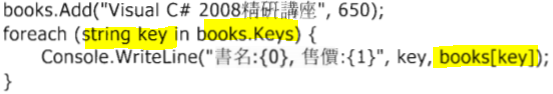 books.Add("Visual C# 2008精研講座", 650);
foreach (string key in books.Keys) {
Console.WriteLine("書名:{0}, 售價:{1}", key, books[key]);
}